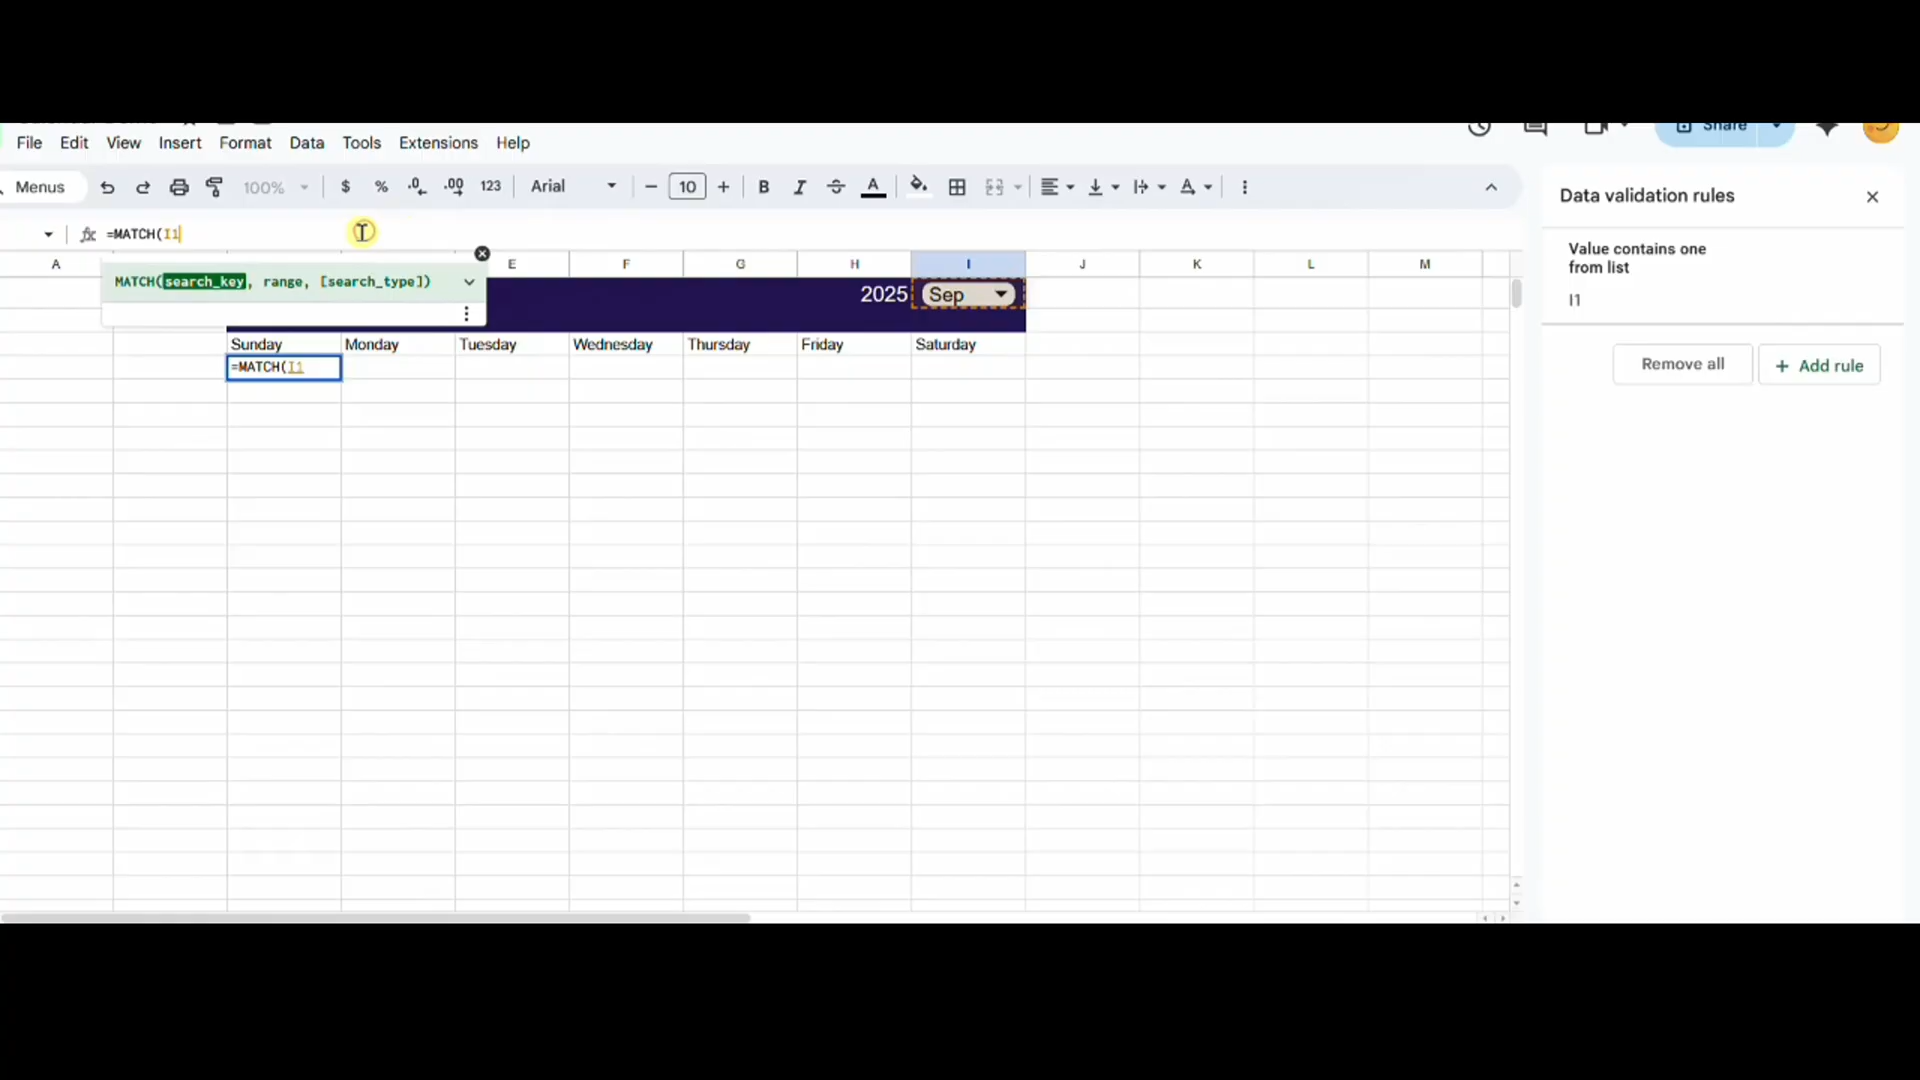 Share
File Edit View Insert Format Data Tools Extensions Help
Menus 100% $ % .0 .00 123 Arial 10 B I S A
Data validation rules
fx =MATCH(I1
Value contains one
from list
I1
Remove all + Add rule
A E F G H I J K L M
MATCH(search_key, range, [search_type])
2025 Sep
Sunday Monday Tuesday Wednesday Thursday Friday Saturday
=MATCH(I1